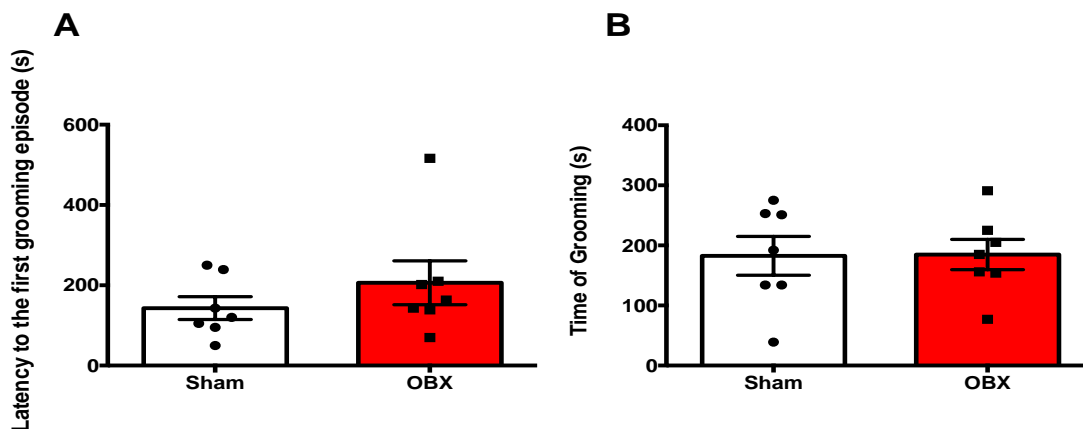 A
Latency to the first grooming episode (s)
600
400
200
0
Sham
OBX
B
Time of Grooming (s)
400
300
200
100
0
Sham
OBX